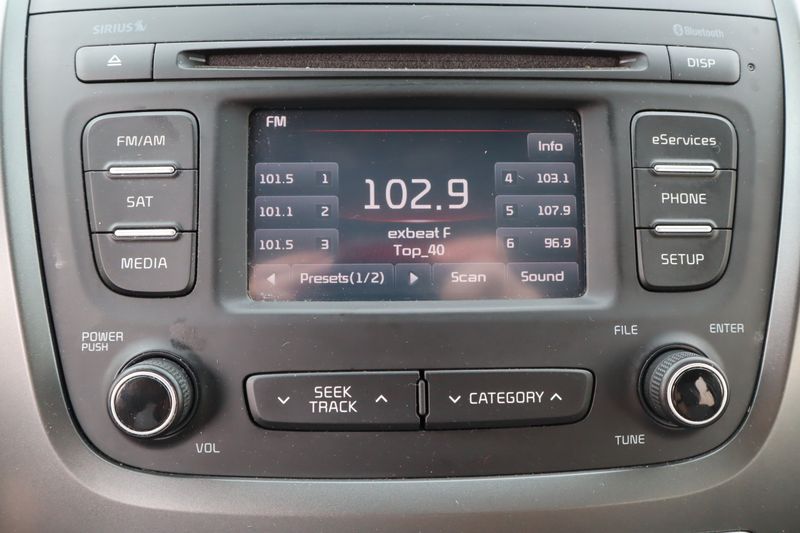 SIRIUS
Bluetooth
DISP
FM/AM
SAT
MEDIA
FM
Info
101.5 1
101.1 2
101.5 3
102.9
exbeat F
Top_40
4 103.1
5 107.9
6 96.9
Presets(1/2)
Scan
Sound
eServices
PHONE
SETUP
POWER
PUSH
VOL
SEEK
TRACK
CATEGORY
FILE
ENTER
TUNE